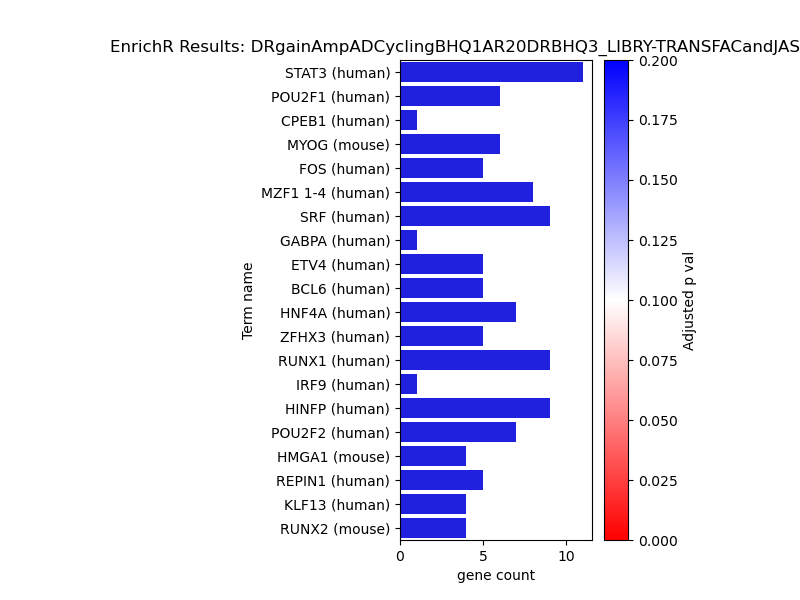 EnrichR Results: DRgainAmpADCyclingBHQ1AR20DRBHQ3_LIBRY-TRANSFACandJAS
STAT3 (human)
POU2F1 (human)
CPEB1 (human)
MYOG (mouse)
FOS (human)
MZF1 1-4 (human)
SRF (human)
GABPA (human)
ETV4 (human)
BCL6 (human)
HNF4A (human)
ZFHX3 (human)
RUNX1 (human)
IRF9 (human)
HINFP (human)
POU2F2 (human)
HMGA1 (mouse)
REPIN1 (human)
KLF13 (human)
RUNX2 (mouse)
Term name
0 5 10
gene count
0.200
0.175
0.150
0.125
0.100
0.075
0.050
0.025
0.000
Adjusted p val